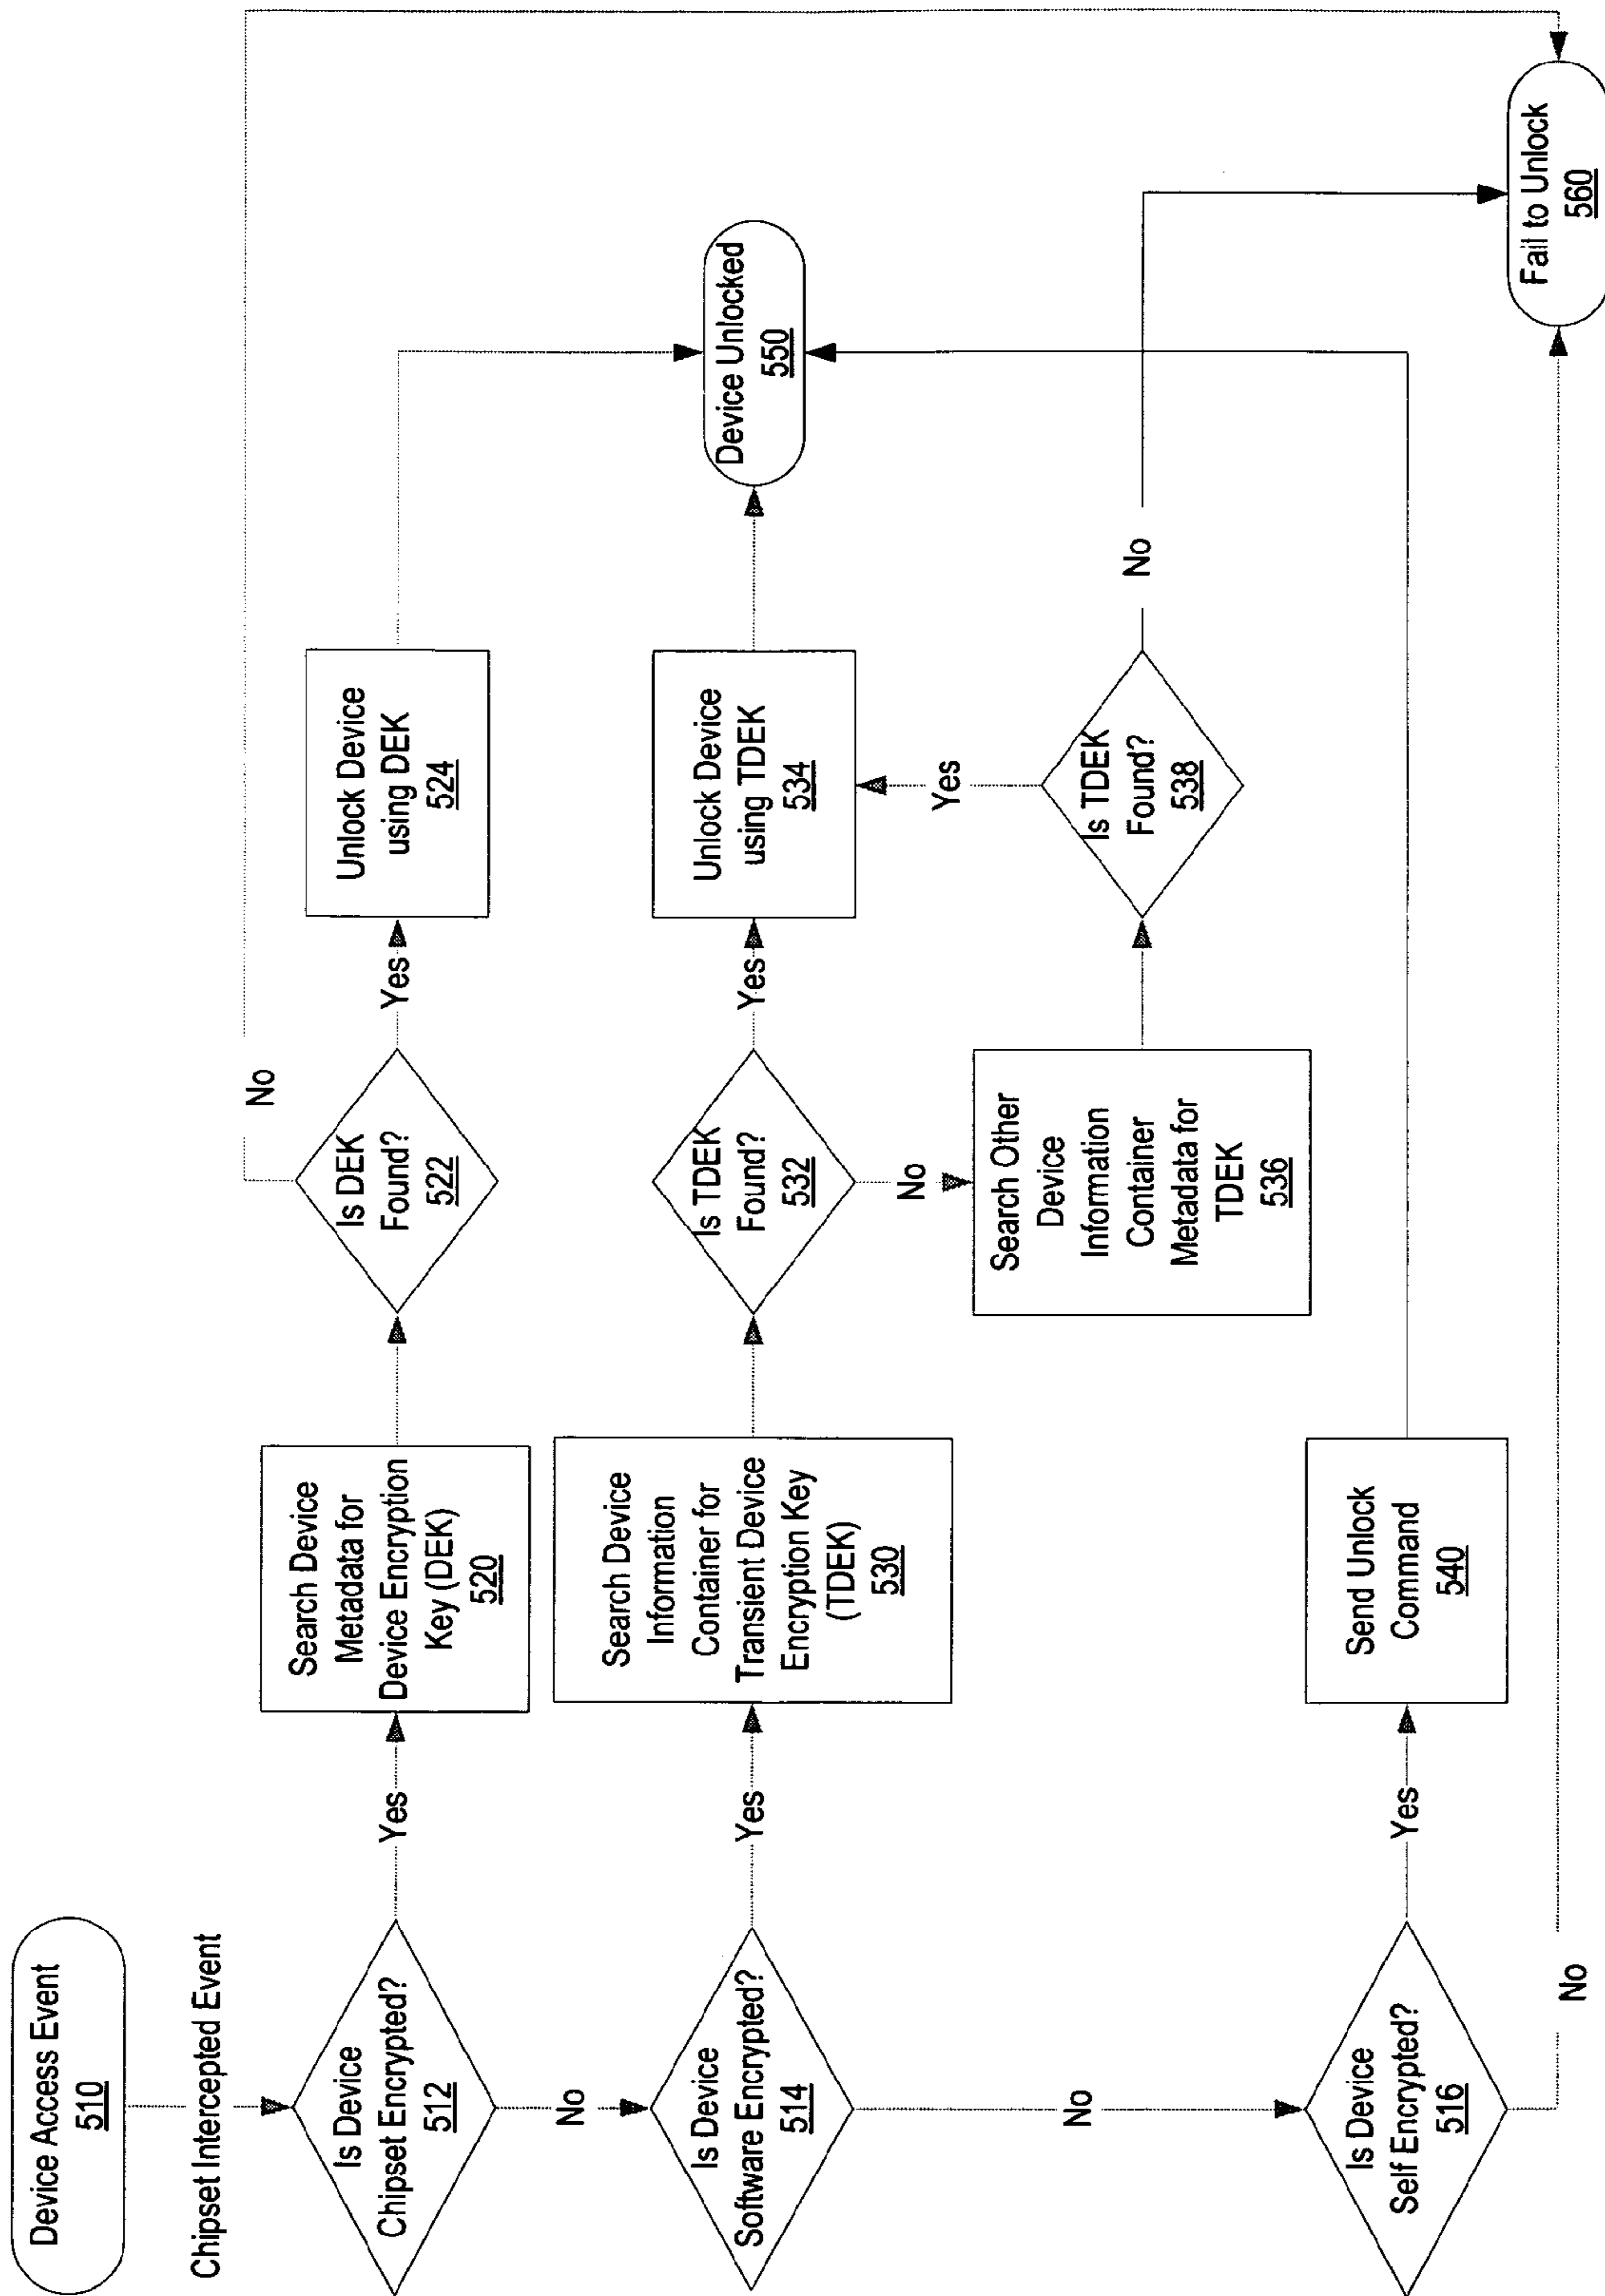 Device Access Event
510
Chipset Intercepted Event
Is Device
Chipset Encrypted?
512
Yes
Search Device
Metadata for
Device Encryption
Key (DEK)
520
Is DEK
Found?
522
No
Yes
Unlock Device
using DEK
524
No
Is Device
Software Encrypted?
514
Yes
Search Device
Information
Container for
Transient Device
Encryption Key
(TDEK)
530
Is TDEK
Found?
532
Yes
Unlock Device
using TDEK
534
Device Unlocked
550
No
Search Other
Device
Information
Container
Metadata for
TDEK
536
Is TDEK
Found?
538
Yes
No
No
Is Device
Self Encrypted?
516
Yes
Send Unlock
Command
540
No
Fail to Unlock
560